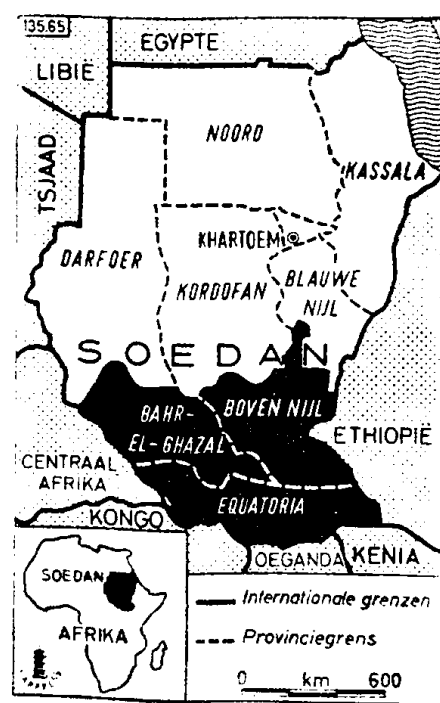 135.65
EGYPTE
LIBIË
TSJAAD
NOORD
KASSALA
KHARTOEM
DARFOER
KORDOFAN
BLAUWE
NIJL
SOEDAN
BAHR-
EL-GHAZAL
BOVEN NIJL
ETHIOPIË
CENTRAAL
AFRIKA
EQUATORIA
KONGO
OEGANDA
KENIA
SOEDAN
AFRIKA
Internationale grenzen
Provinciegrens
0 km 600